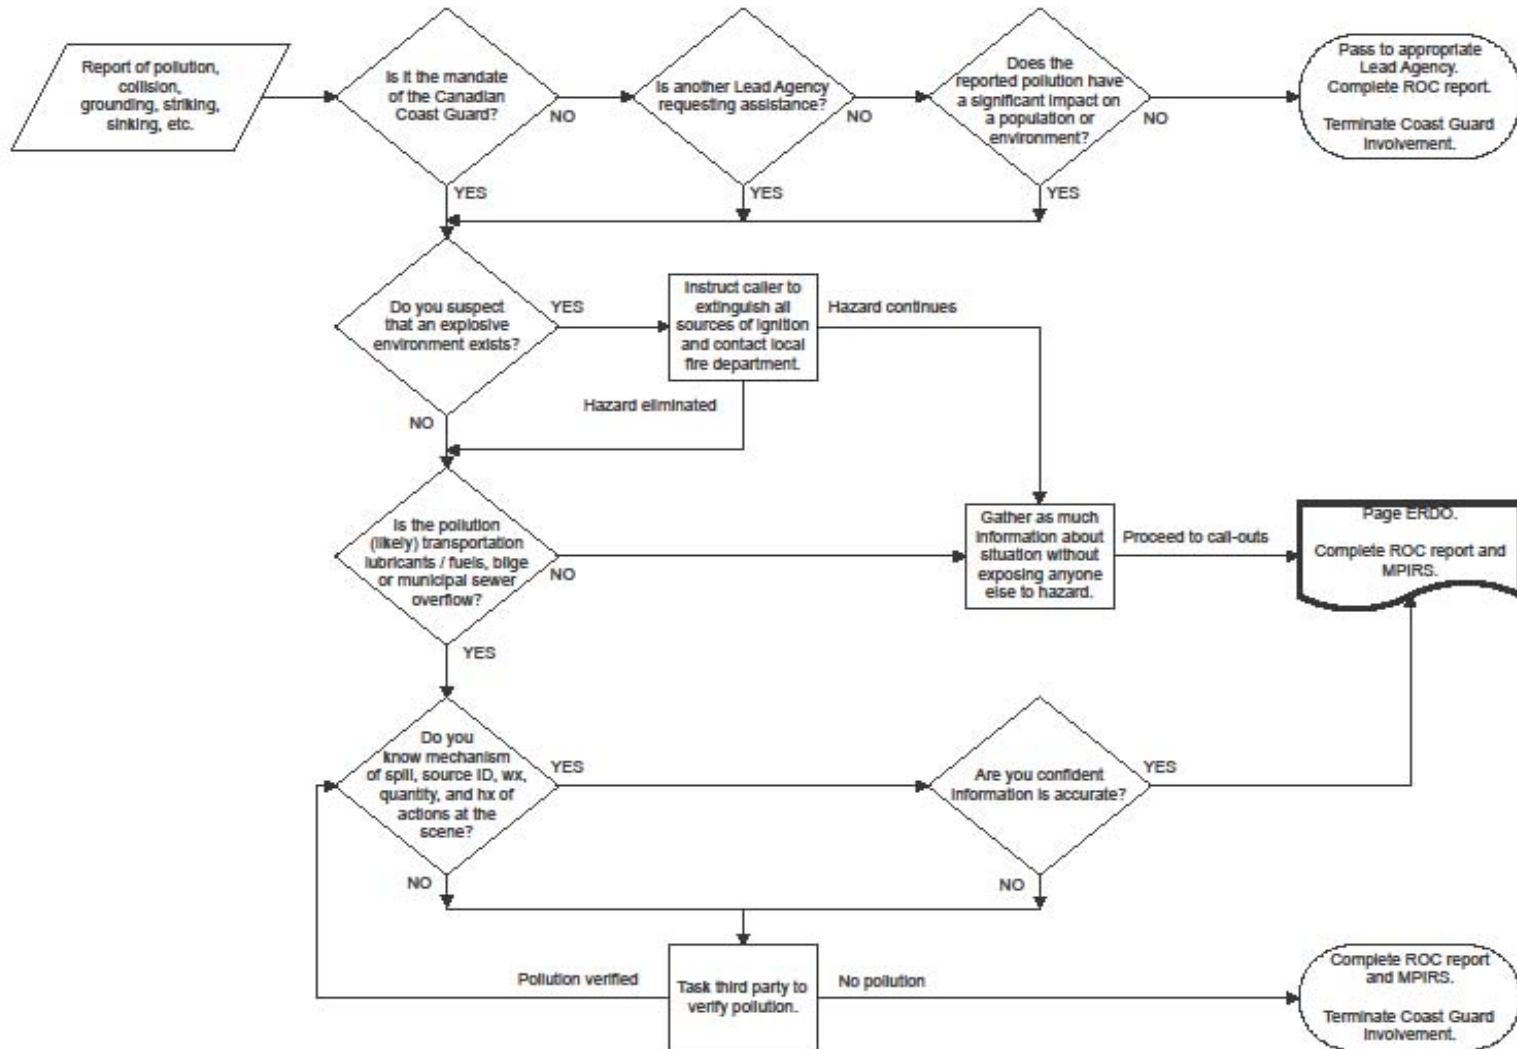 Report of pollution,
collision,
grounding, striking,
sinking, etc.
Is it the mandate
of the Canadian
Coast Guard?
NO
YES
Is another Lead Agency
requesting assistance?
NO
YES
Does the
reported pollution have
a significant impact on
a population or
environment?
NO
YES
Pass to appropriate
Lead Agency.
Complete ROC report.
Terminate Coast Guard
Involvement.
Do you suspect
that an explosive
environment exists?
YES
NO
Instruct caller to
extinguish all
sources of ignition
and contact local
fire department.
Hazard continues
Hazard eliminated
Is the pollution
(likely) transportation
lubricants / fuels, bilge
or municipal sewer
overflow?
NO
YES
Gather as much
information about
situation without
exposing anyone
else to hazard.
Proceed to call-outs
Page ERDO.
Complete ROC report and
MPIRS.
Do you
know mechanism
of spill, source ID, wx,
quantity, and hx of
actions at the
scene?
YES
NO
Are you confident
information is accurate?
YES
NO
Task third party to
verify pollution.
Pollution verified
No pollution
Complete ROC report
and MPIRS.
Terminate Coast Guard
Involvement.